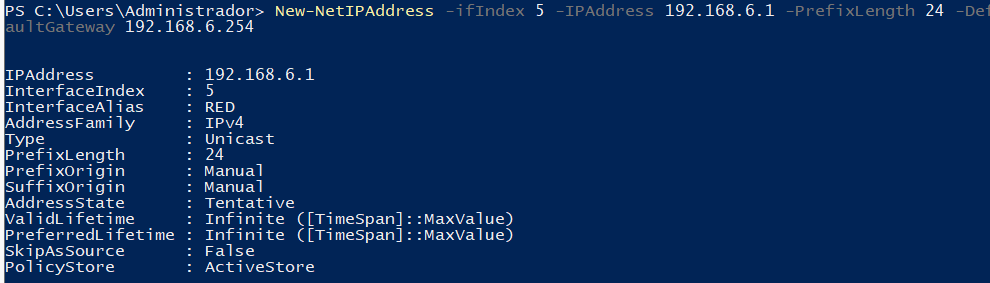 PS C:\Users\Administrador> New-NetIPAddress -ifIndex 5 -IPAddress 192.168.6.1 -PrefixLength 24 -Def
aultGateway 192.168.6.254
IPAddress         : 192.168.6.1
InterfaceIndex    : 5
InterfaceAlias    : RED
AddressFamily     : IPv4
Type              : Unicast
PrefixLength      : 24
PrefixOrigin      : Manual
SuffixOrigin      : Manual
AddressState      : Tentative
ValidLifetime     : Infinite ([TimeSpan]::MaxValue)
PreferredLifetime : Infinite ([TimeSpan]::MaxValue)
SkipAsSource      : False
PolicyStore       : ActiveStore